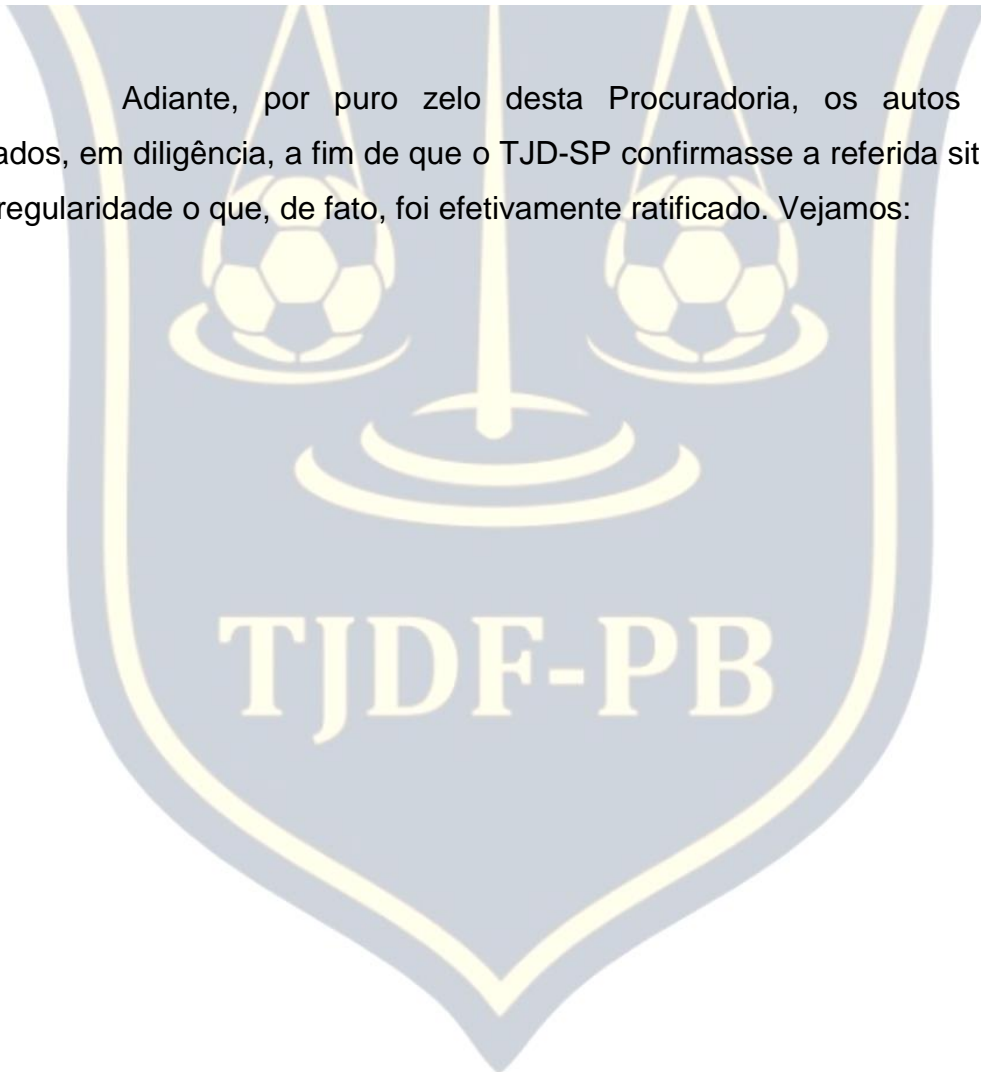 Adiante, por puro zelo desta Procuradoria, os autos
ados, em diligência, a fim de que o TJD-SP confirmasse a referida sit
regularidade o que, de fato, foi efetivamente ratificado. Vejamos:
TJDF-PB